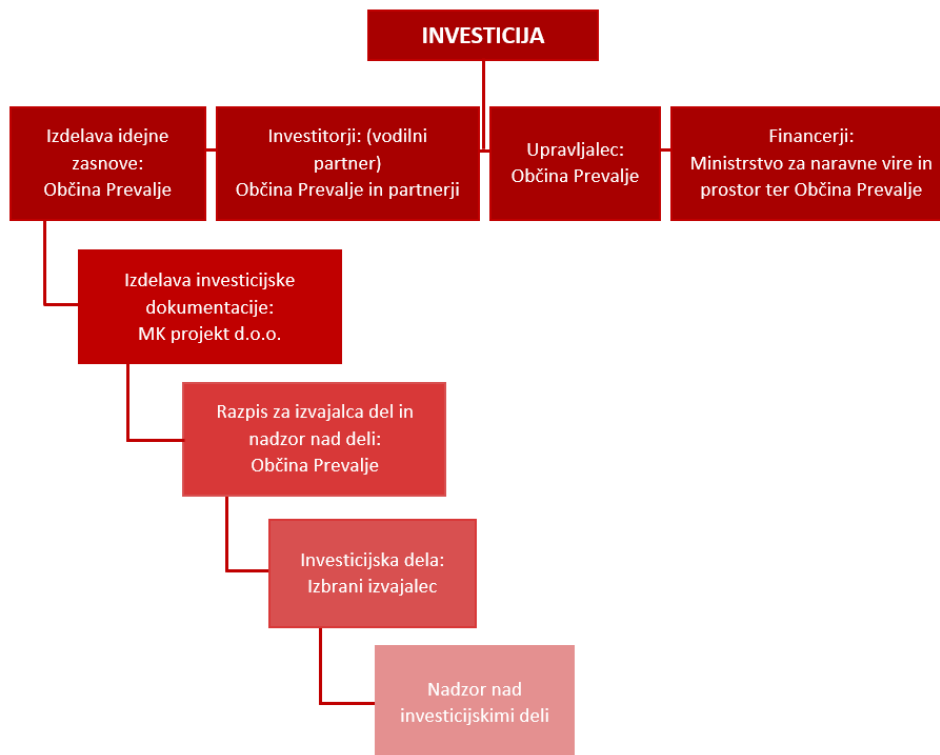 INVESTICIJA
Izdelava idejne
zasnove:
Občina Prevalje
Investitorji: (vodilni
partner)
Občina Prevalje in partnerji
Upravljalec:
Občina Prevalje
Financerji:
Ministrstvo za naravne vire in
prostor ter Občina Prevalje
Izdelava investicijske
dokumentacije:
MK projekt d.o.o.
Razpis za izvajalca del in
nadzor nad deli:
Občina Prevalje
Investicijska dela:
Izbrani izvajalec
Nadzor nad
investicijskimi deli